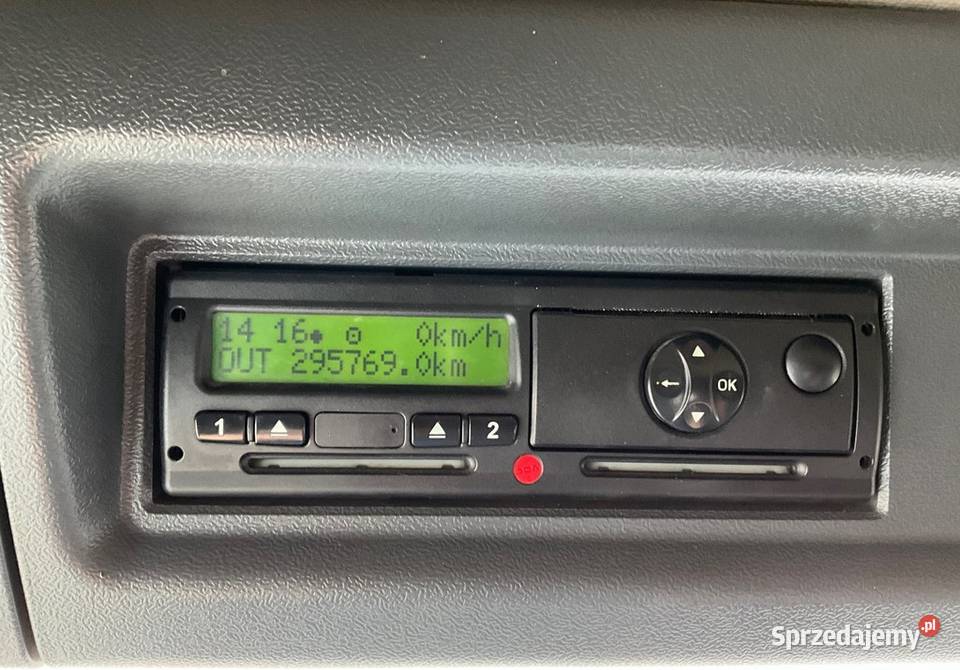 14 16 0km/h
OUT 295769.0km
OK
1 2
Sprzedajemy.pl